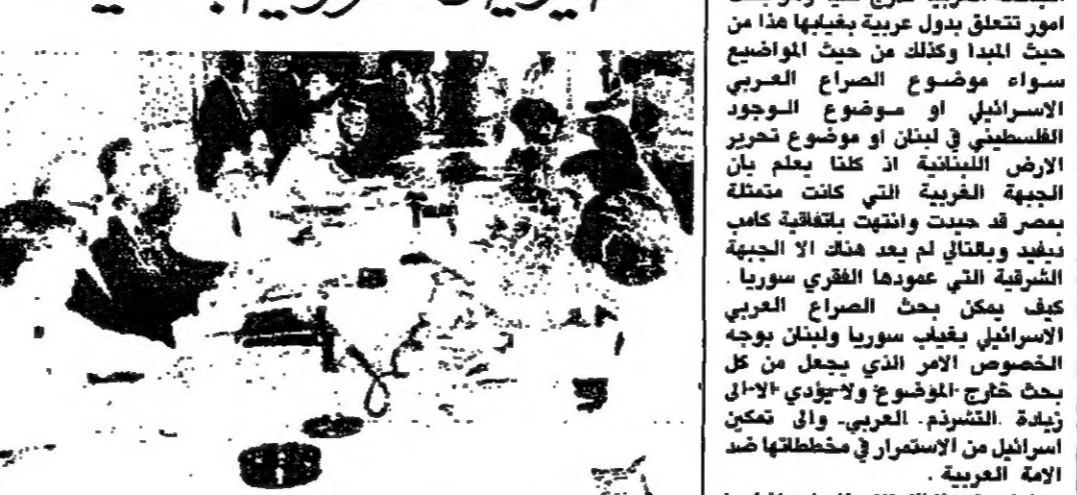 امور تتعلق بدول عربية بغيابها هذا من
حيث المبدا وكذلك من حيث المواضيع
سواء موضوع الصراع العربي
الاسرائيلي او موضوع الوجود
الفلسطيني في لبنان او موضوع تحرير
الارض اللبنانية اذ كلنا يعلم بان
الجبهة الغربية التي كانت متمثلة
بمصر قد حيدت وانتهت باتفاقية كامب
ديفيد وبالتالي لم يعد هناك الا الجبهة
الشرقية التي عمودها الفقري سوريا .
كيف يمكن بحث الصراع العربي
الاسرائيلي بغياب سوريا ولبنان بوجه
الخصوص الامر الذي يجعل من كل
بحث خارج الموضوع ولا يؤدي الا الى
زيادة التشرذم العربي والى تمكين
اسرائيل من الاستمرار في مخططاتها ضد
الامة العربية .